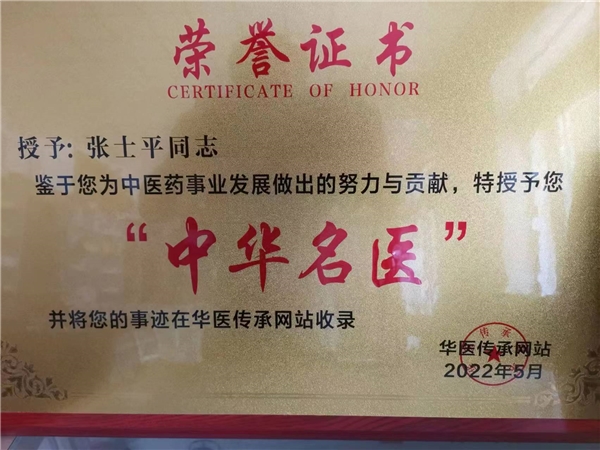 荣誉证书
CERTIFICATE OF HONOR
授予: 张士平同志
鉴于您为中医药事业发展做出的努力与贡献，特授予您
“中华名医”
并将您的事迹在华医传承网站收录
华医传承网站
2022年5月